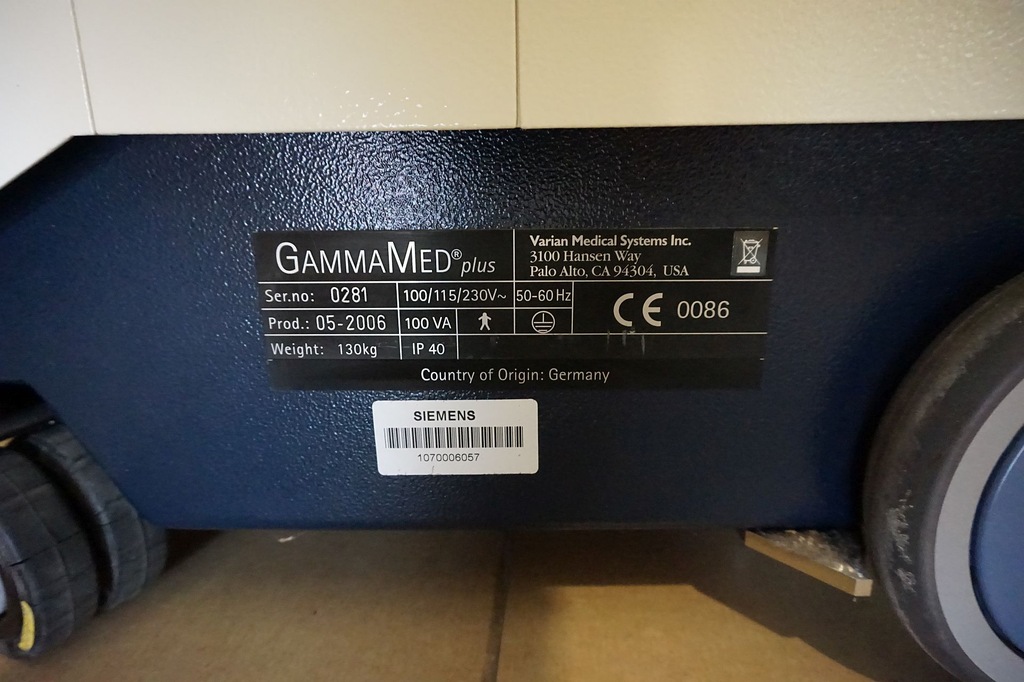 GAMMAMED® plus
Varian Medical Systems Inc.
3100 Hansen Way
Palo Alto, CA 94304, USA
Ser.no: 0281
100/115/230V~
50-60 Hz
CE 0086
Prod.: 05-2006
100 VA
Weight: 130kg
IP 40
Country of Origin: Germany
SIEMENS
1070006057